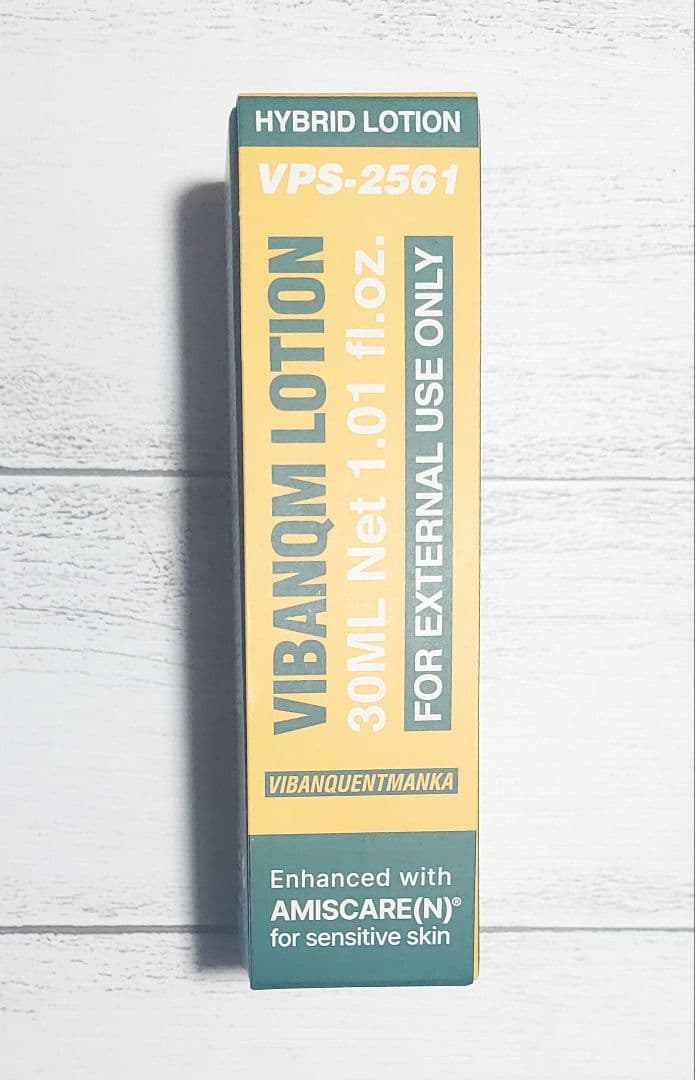 HYBRID LOTION
VPS-2561
VIBANQM LOTION
30ML Net 1.01 fl.oz.
FOR EXTERNAL USE ONLY
VIBANQUENTMANKA
Enhanced with
AMISCARE(N)®
for sensitive skin